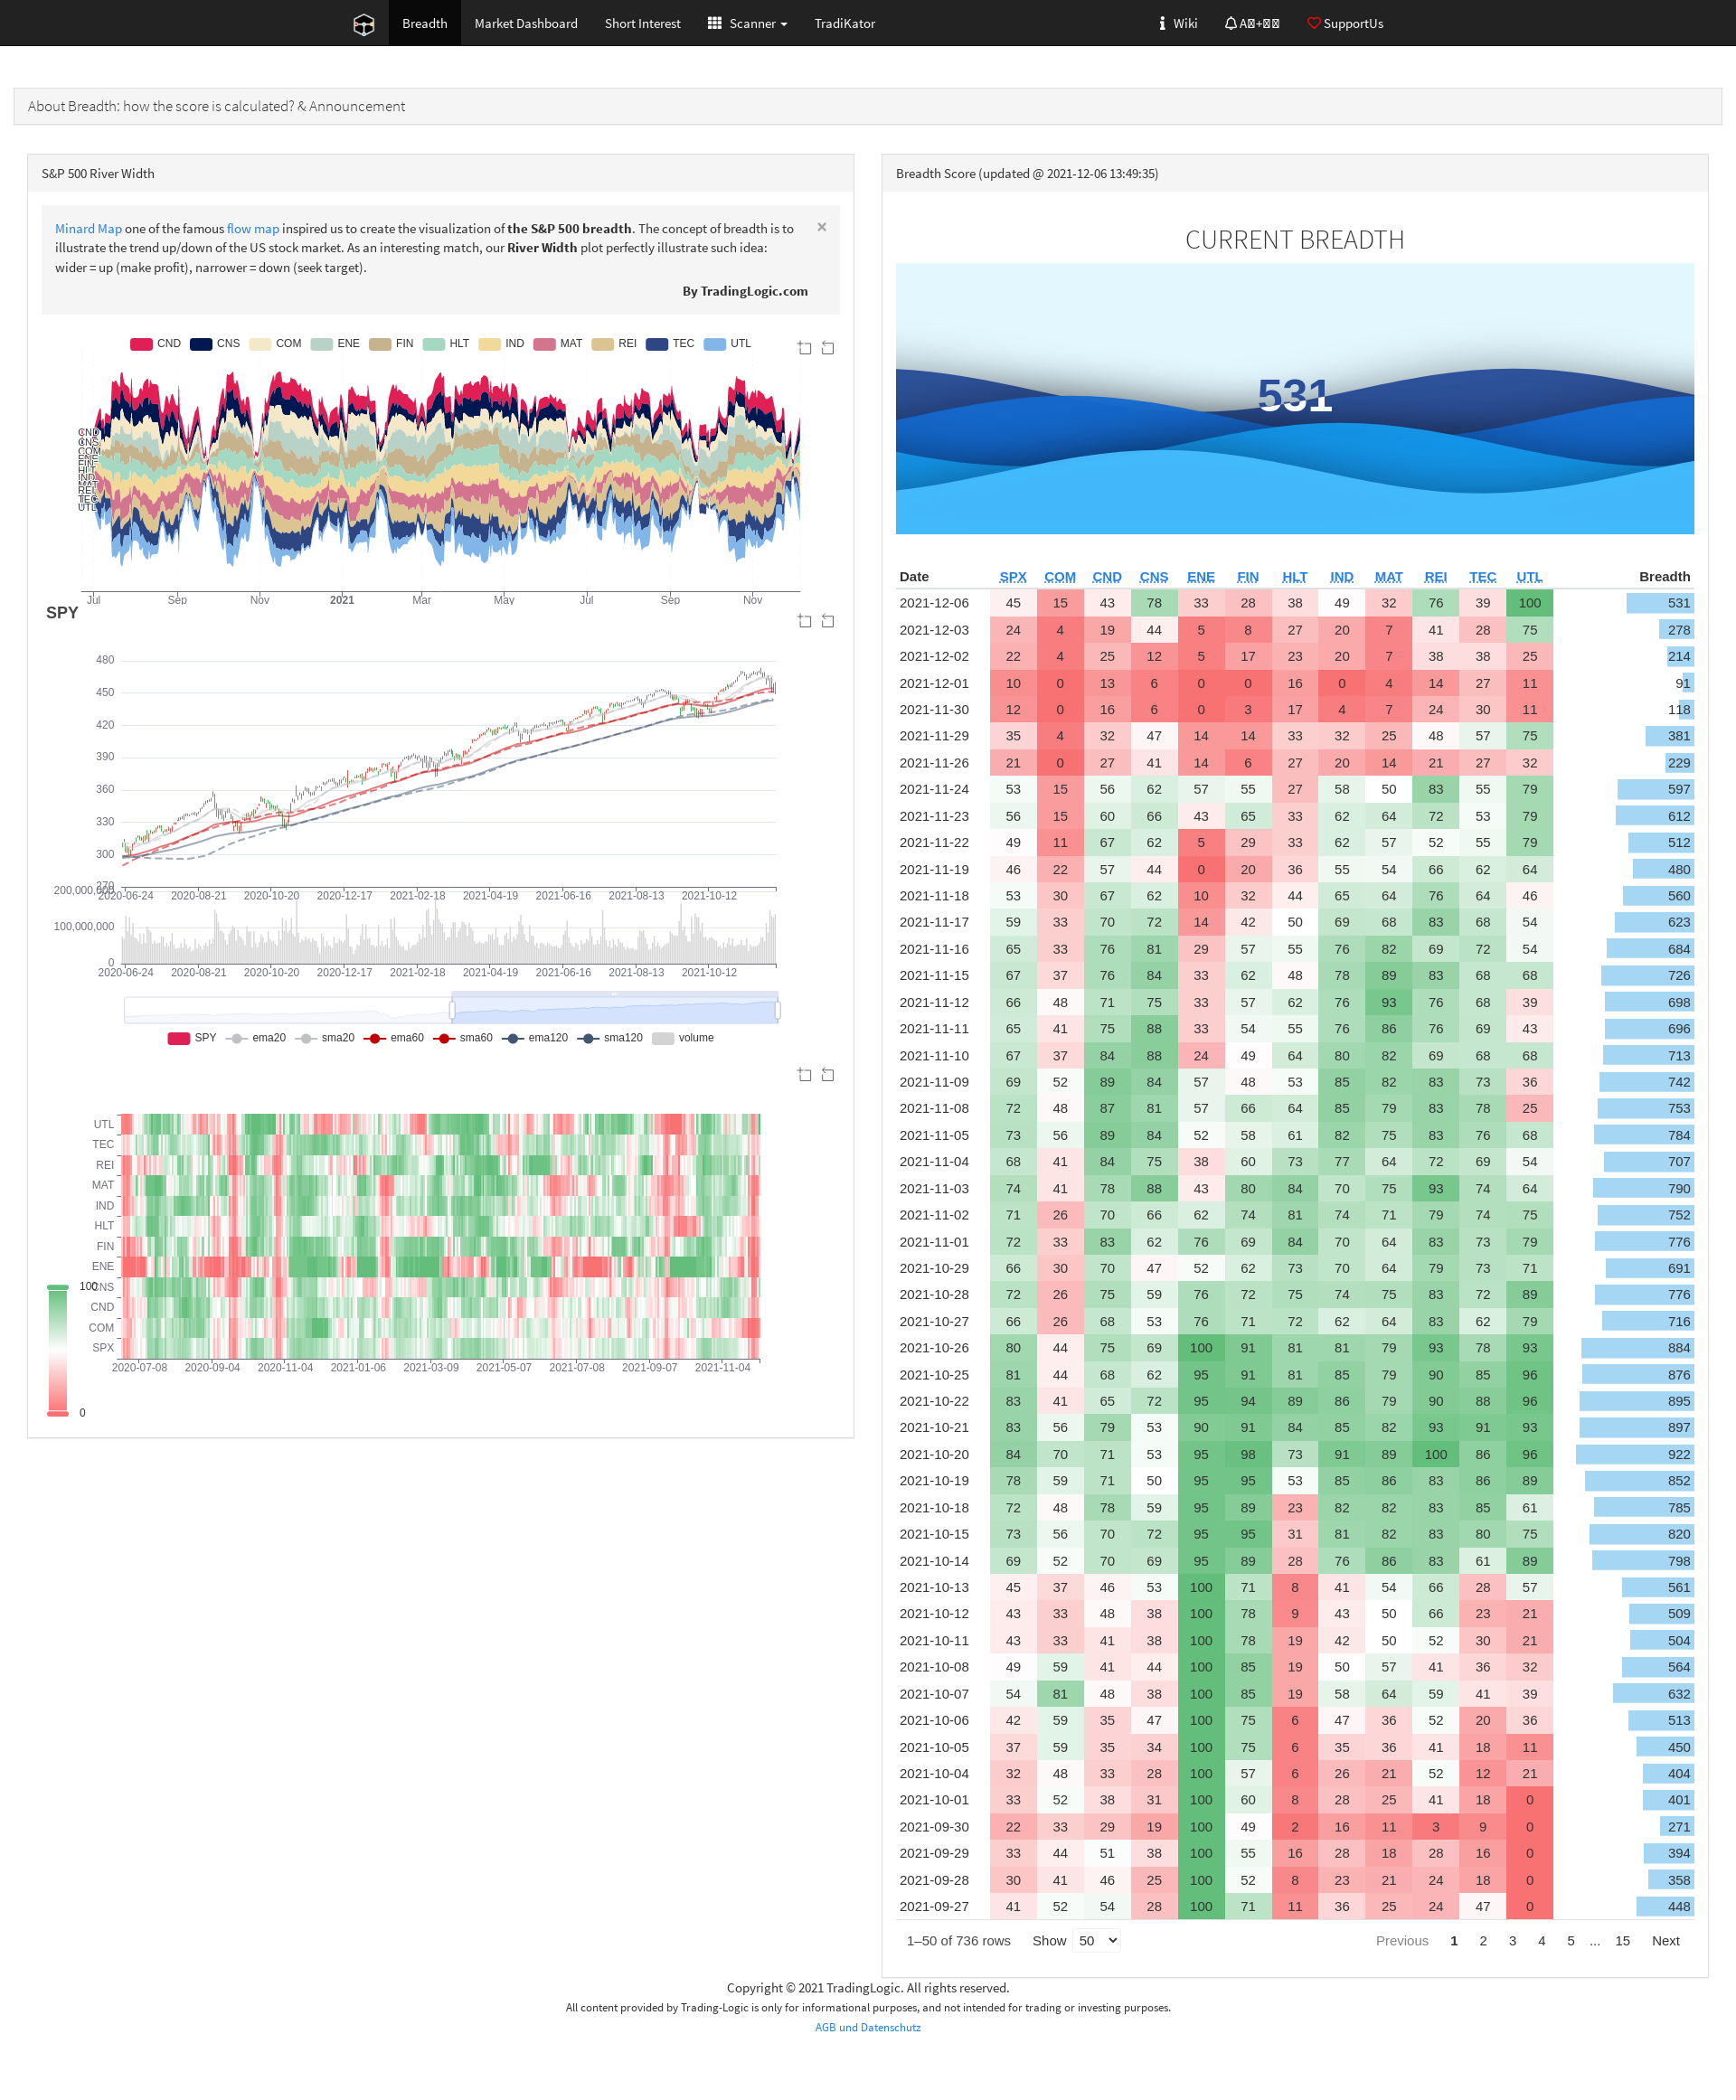 Breadth Market Dashboard Short Interest Scanner TradiKator Wiki SupportUs
About Breadth: how the score is calculated? & Announcement
S&P 500 River Width
Minard Map one of the famous flow map inspired us to create the visualization of the S&P 500 breadth. The concept of breadth is to
illustrate the trend up/down of the US stock market. As an interesting match, our River Width plot perfectly illustrate such idea:
wider = up (make profit), narrower = down (seek target).
×
By TradingLogic.com
CND CNS COM ENE FIN HLT IND MAT REI TEC UTL
CND
CNS
COM
ENE
FIN
HLT
IND
MAT
REI
TEC
UTL
Jul Sep Nov 2021 Mar May Jul Sep Nov
SPY
480
450
420
390
360
330
300
270
2020-06-24 2020-08-21 2020-10-20 2020-12-17 2021-02-18 2021-04-19 2021-06-16 2021-08-13 2021-10-12
200,000,000
100,000,000
0
2020-06-24 2020-08-21 2020-10-20 2020-12-17 2021-02-18 2021-04-19 2021-06-16 2021-08-13 2021-10-12
SPY ema20 sma20 ema60 sma60 ema120 sma120 volume
UTL
TEC
REI
MAT
IND
HLT
FIN
ENE
CNS
CND
COM
SPX
2020-07-08 2020-09-04 2020-11-04 2021-01-06 2021-03-09 2021-05-07 2021-07-08 2021-09-07 2021-11-04
100
0
Breadth Score (updated @ 2021-12-06 13:49:35)
CURRENT BREADTH
531
Date SPX COM CND CNS ENE FIN HLT IND MAT REI TEC UTL Breadth
2021-12-06 45 15 43 78 33 28 38 49 32 76 39 100 531
2021-12-03 24 4 19 44 5 8 27 20 7 41 28 75 278
2021-12-02 22 4 25 12 5 17 23 20 7 38 38 25 214
2021-12-01 10 0 13 6 0 0 16 0 4 14 27 11 91
2021-11-30 12 0 16 6 0 3 17 4 7 24 30 11 118
2021-11-29 35 4 32 47 14 14 33 32 25 48 57 75 381
2021-11-26 21 0 27 41 14 6 27 20 14 21 27 32 229
2021-11-24 53 15 56 62 57 55 27 58 50 83 55 79 597
2021-11-23 56 15 60 66 43 65 33 62 64 72 53 79 612
2021-11-22 49 11 67 62 5 29 33 62 57 52 55 79 512
2021-11-19 46 22 57 44 0 20 36 55 54 66 62 64 480
2021-11-18 53 30 67 62 10 32 44 65 64 76 64 46 560
2021-11-17 59 33 70 72 14 42 50 69 68 83 68 54 623
2021-11-16 65 33 76 81 29 57 55 76 82 69 72 54 684
2021-11-15 67 37 76 84 33 62 48 78 89 83 68 68 726
2021-11-12 66 48 71 75 33 57 62 76 93 76 68 39 698
2021-11-11 65 41 75 88 33 54 55 76 86 76 69 43 696
2021-11-10 67 37 84 88 24 49 64 80 82 69 68 68 713
2021-11-09 69 52 89 84 57 48 53 85 82 83 73 36 742
2021-11-08 72 48 87 81 57 66 64 85 79 83 78 25 753
2021-11-05 73 56 89 84 52 58 61 82 75 83 76 68 784
2021-11-04 68 41 84 75 38 60 73 77 64 72 69 54 707
2021-11-03 74 41 78 88 43 80 84 70 75 93 74 64 790
2021-11-02 71 26 70 66 62 74 81 74 71 79 74 75 752
2021-11-01 72 33 83 62 76 69 84 70 64 83 73 79 776
2021-10-29 66 30 70 47 52 62 73 70 64 79 73 71 691
2021-10-28 72 26 75 59 76 72 75 74 75 83 72 89 776
2021-10-27 66 26 68 53 76 71 72 62 64 83 62 79 716
2021-10-26 80 44 75 69 100 91 81 81 79 93 78 93 884
2021-10-25 81 44 68 62 95 91 81 85 79 90 85 96 876
2021-10-22 83 41 65 72 95 94 89 86 79 90 88 96 895
2021-10-21 83 56 79 53 90 91 84 85 82 93 91 93 897
2021-10-20 84 70 71 53 95 98 73 91 89 100 86 96 922
2021-10-19 78 59 71 50 95 95 53 85 86 83 86 89 852
2021-10-18 72 48 78 59 95 89 23 82 82 83 85 61 785
2021-10-15 73 56 70 72 95 95 31 81 82 83 80 75 820
2021-10-14 69 52 70 69 95 89 28 76 86 83 61 89 798
2021-10-13 45 37 46 53 100 71 8 41 54 66 28 57 561
2021-10-12 43 33 48 38 100 78 9 43 50 66 23 21 509
2021-10-11 43 33 41 38 100 78 19 42 50 52 30 21 504
2021-10-08 49 59 41 44 100 85 19 50 57 41 36 32 564
2021-10-07 54 81 48 38 100 85 19 58 64 59 41 39 632
2021-10-06 42 59 35 47 100 75 6 47 36 52 20 36 513
2021-10-05 37 59 35 34 100 75 6 35 36 41 18 11 450
2021-10-04 32 48 33 28 100 57 6 26 21 52 12 21 404
2021-10-01 33 52 38 31 100 60 8 28 25 41 18 0 401
2021-09-30 22 33 29 19 100 49 2 16 11 3 9 0 271
2021-09-29 33 44 51 38 100 55 16 28 18 28 16 0 394
2021-09-28 30 41 46 25 100 52 8 23 21 24 18 0 358
2021-09-27 41 52 54 28 100 71 11 36 25 24 47 0 448
1–50 of 736 rows Show 50 Previous 1 2 3 4 5 ... 15 Next
Copyright © 2021 TradingLogic. All rights reserved.
All content provided by Trading-Logic is only for informational purposes, and not intended for trading or investing purposes.
AGB und Datenschutz